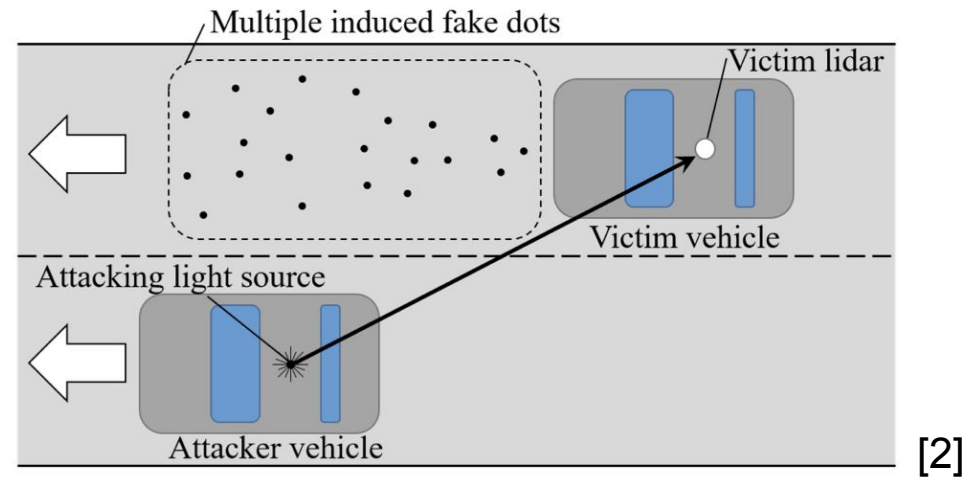 Multiple induced fake dots
Victim lidar
Victim vehicle
Attacking light source
Attacker vehicle
[2]